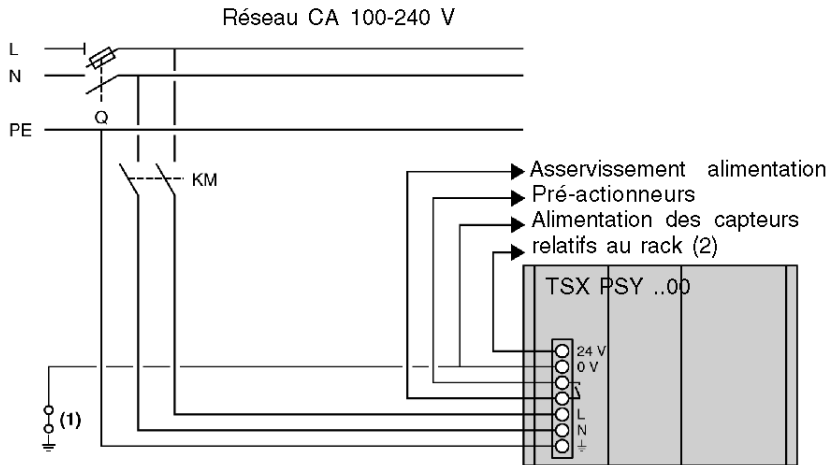 Réseau CA 100-240 V
L
N
Q
PE
KM
Asservissement alimentation
Pré-actionneurs
Alimentation des capteurs
relatifs au rack (2)
TSX PSY ..00
24 V
0 V
L
N
(1)